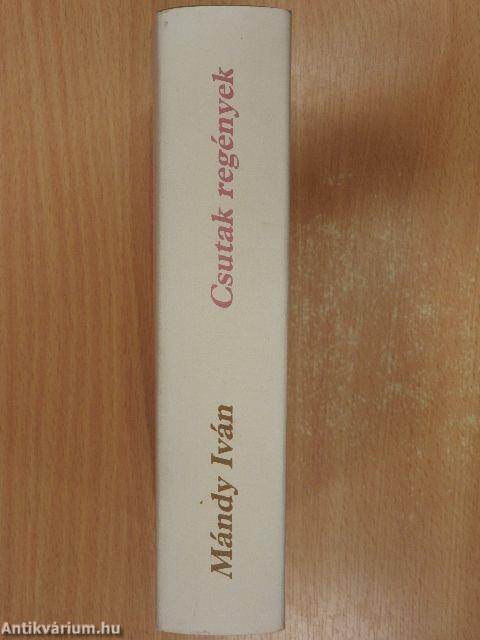 Mándy Iván
Csutak regények
Antikvárium.hu